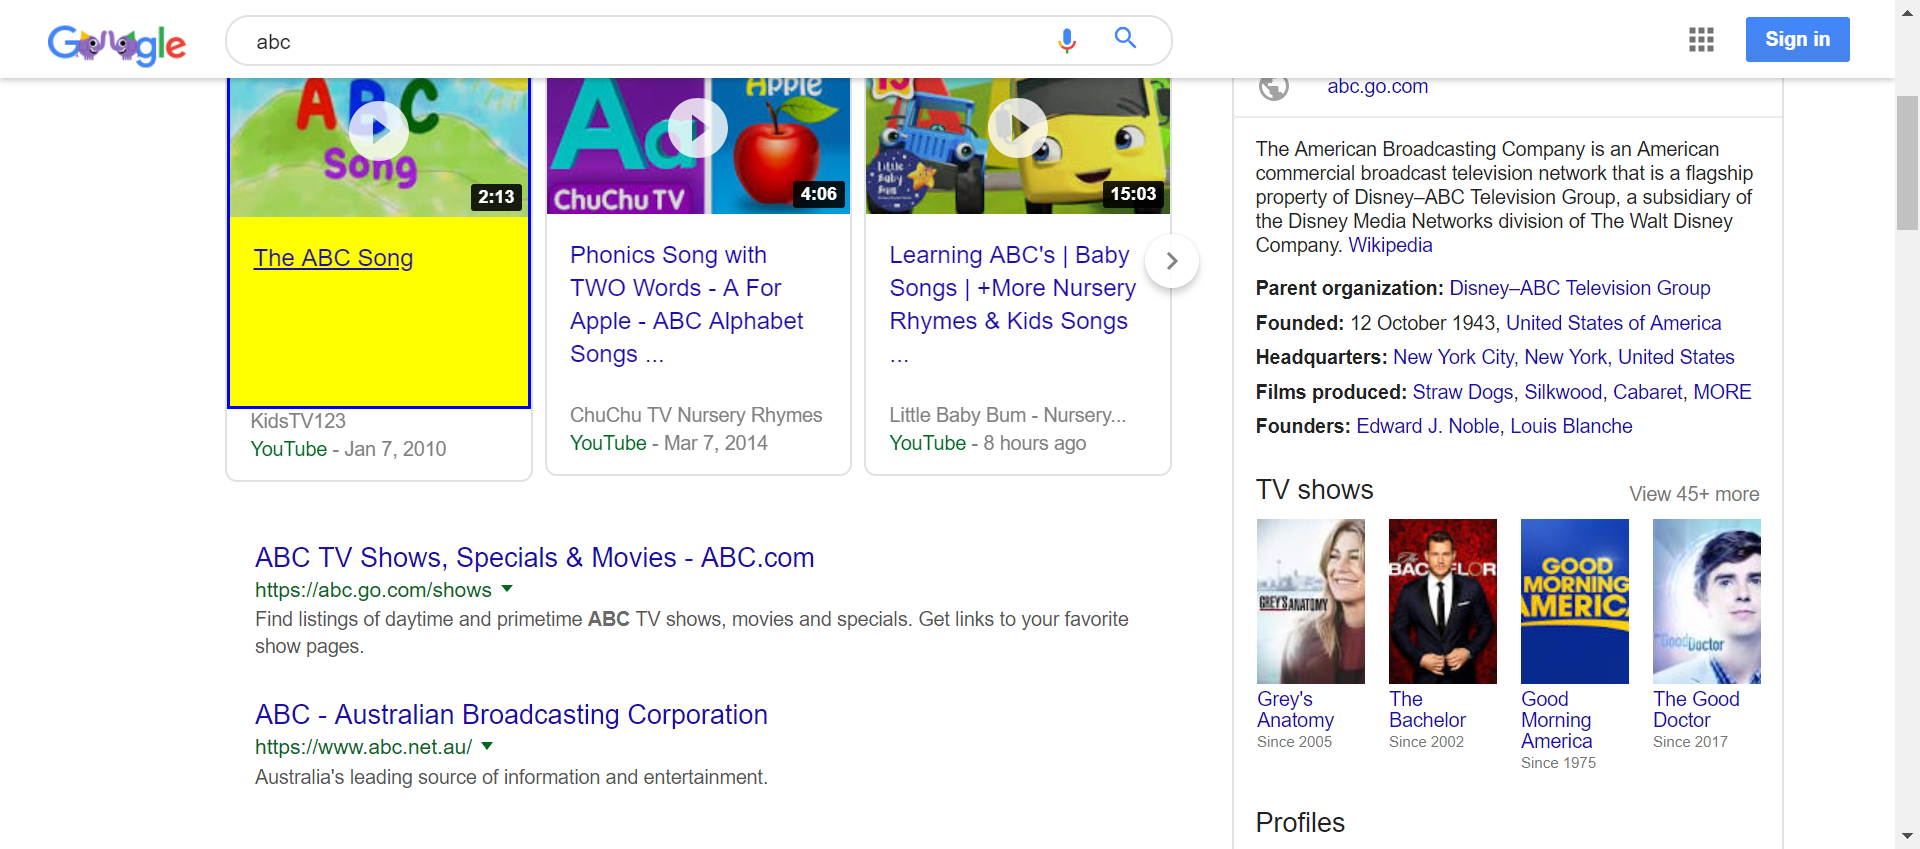 Google
abc
Sign in
ABC
Song
2:13
The ABC Song
KidsTV123
YouTube - Jan 7, 2010
Aa
Apple
ChuChu TV
4:06
Phonics Song with
TWO Words - A For
Apple - ABC Alphabet
Songs ...
ChuChu TV Nursery Rhymes
YouTube - Mar 7, 2014
Little
Baby
Bum
15:03
Learning ABC's | Baby
Songs | +More Nursery
Rhymes & Kids Songs
...
Little Baby Bum - Nursery...
YouTube - 8 hours ago
ABC TV Shows, Specials & Movies - ABC.com
https://abc.go.com/shows
Find listings of daytime and primetime ABC TV shows, movies and specials. Get links to your favorite
show pages.
ABC - Australian Broadcasting Corporation
https://www.abc.net.au/
Australia's leading source of information and entertainment.
abc.go.com
The American Broadcasting Company is an American
commercial broadcast television network that is a flagship
property of Disney–ABC Television Group, a subsidiary of
the Disney Media Networks division of The Walt Disney
Company. Wikipedia
Parent organization: Disney–ABC Television Group
Founded: 12 October 1943, United States of America
Headquarters: New York City, New York, United States
Films produced: Straw Dogs, Silkwood, Cabaret, MORE
Founders: Edward J. Noble, Louis Blanche
TV shows
View 45+ more
GREY'S ANATOMY
Grey's
Anatomy
Since 2005
The
BACHELOR
The
Bachelor
Since 2002
GOOD
MORNING
AMERICA
Good
Morning
America
Since 1975
the GoodDoctor
The Good
Doctor
Since 2017
Profiles